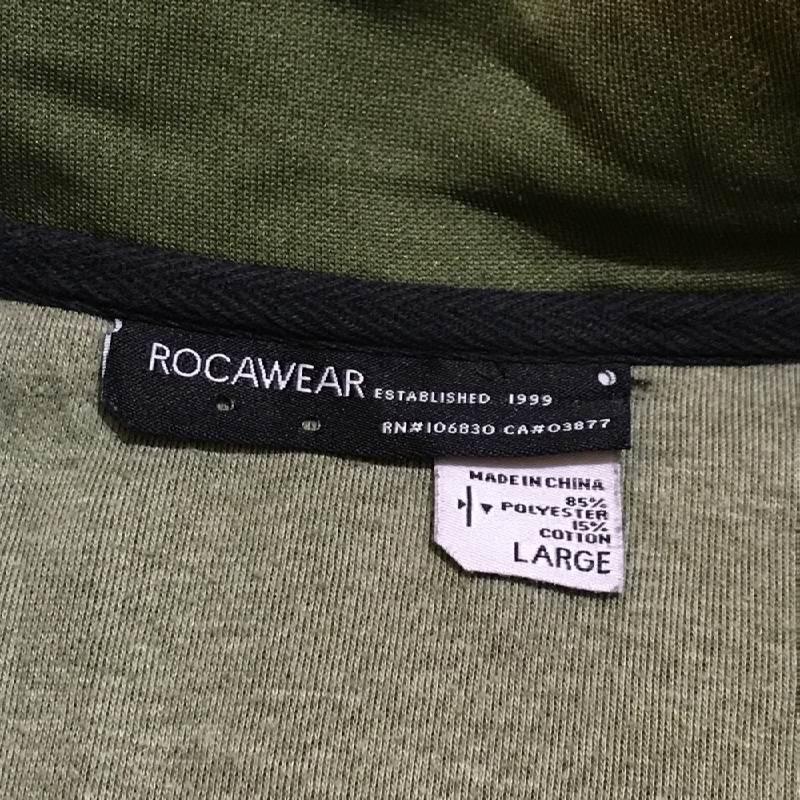 ROCAWEAR ESTABLISHED 1999
RN#106830 CA#03877
MADE IN CHINA
85%
POLYESTER
15%
COTTON
LARGE